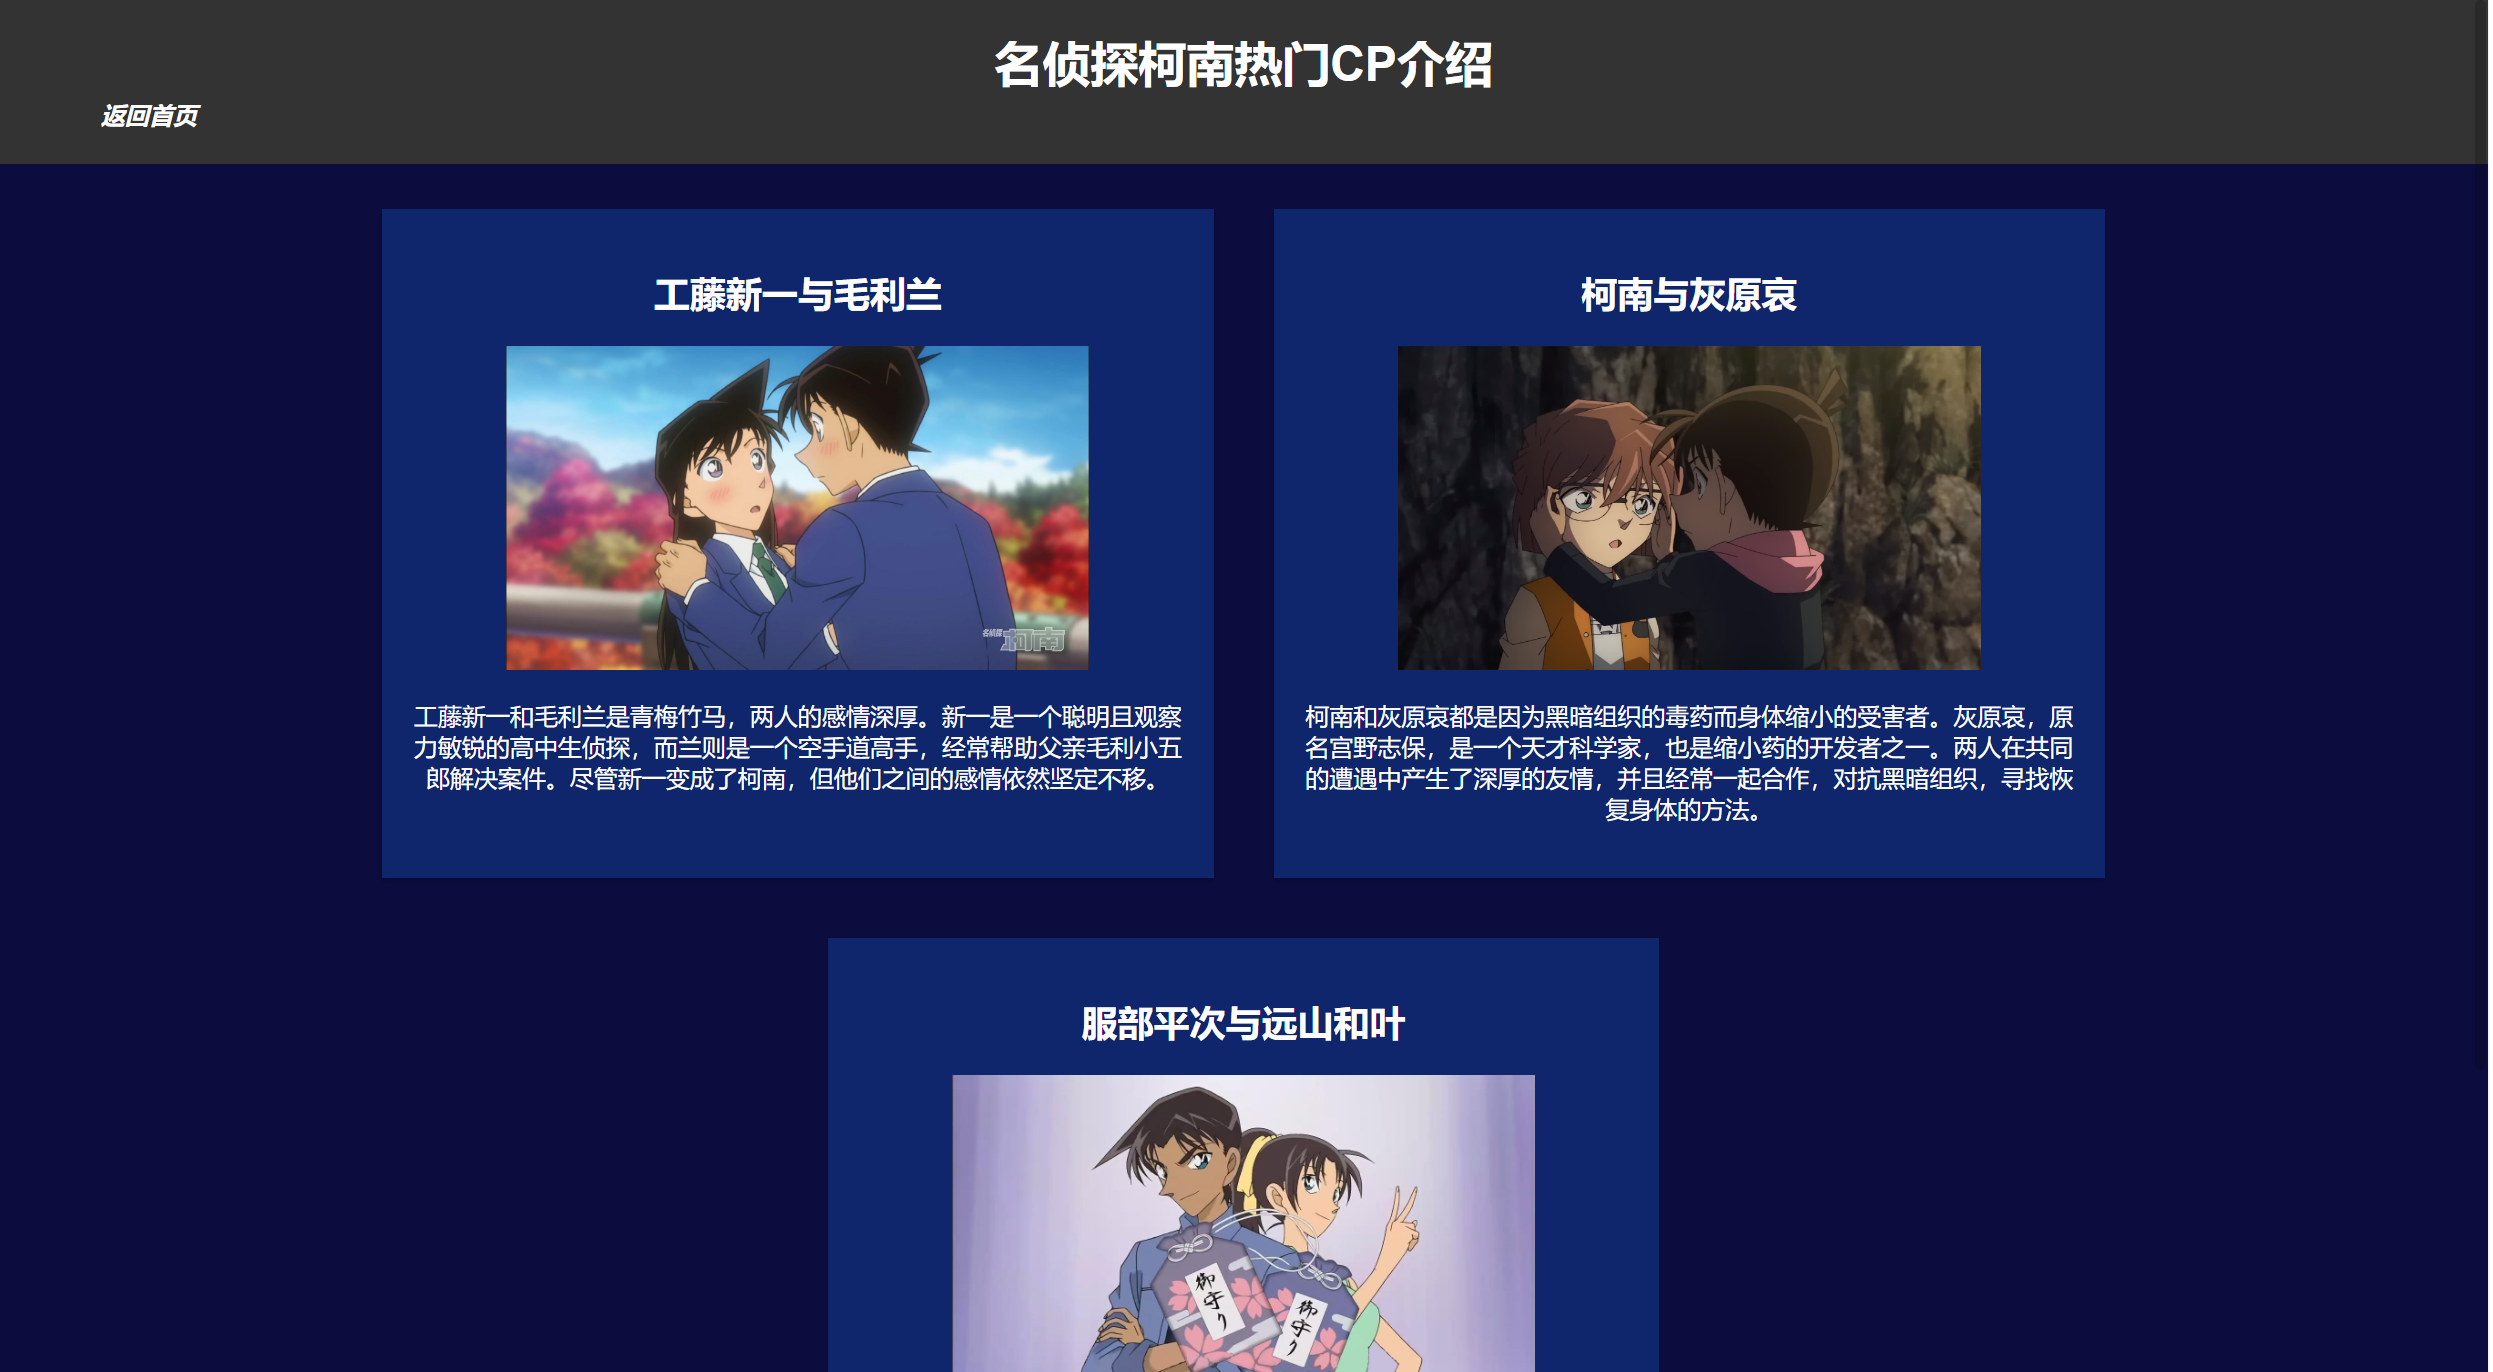 名侦探柯南热门CP介绍
返回首页
工藤新一与毛利兰
名侦探柯南
工藤新一和毛利兰是青梅竹马，两人的感情深厚。新一是一个聪明且观察
力敏锐的高中生侦探，而兰则是一个空手道高手，经常帮助父亲毛利小五
郎解决案件。尽管新一变成了柯南，但他们之间的感情依然坚定不移。
柯南与灰原哀
柯南和灰原哀都是因为黑暗组织的毒药而身体缩小的受害者。灰原哀，原
名宫野志保，是一个天才科学家，也是缩小药的开发者之一。两人在共同
的遭遇中产生了深厚的友情，并且经常一起合作，对抗黑暗组织，寻找恢
复身体的方法。
服部平次与远山和叶
御守り
御守り